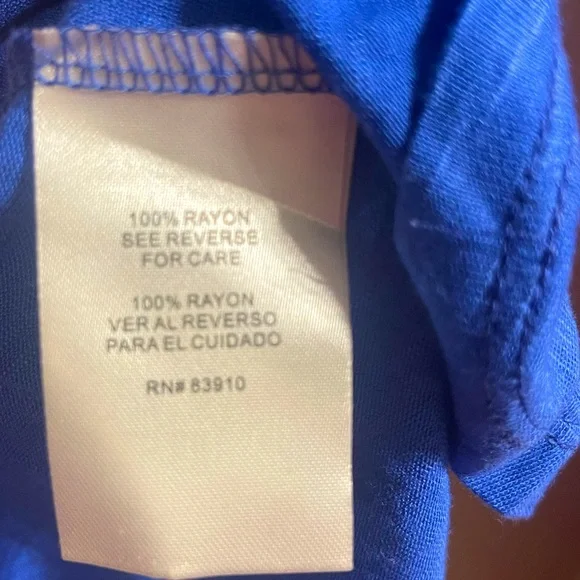 100% RAYON
SEE REVERSE
FOR CARE
100% RAYON
VER AL REVERSO
PARA EL CUIDADO
RN# 83910